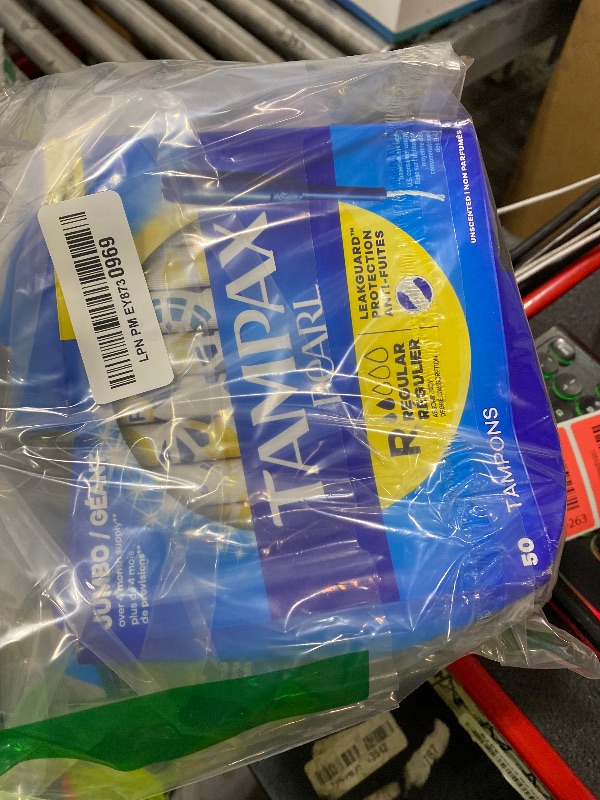 LPN PM EY8730969
TAMPAX
PEARL
LEAKGUARD™
PROTECTION
ANTI-FUITES
R
REGULAR
RÉGULIER
JUMBO / GÉANT
over 4 month supply**
plus de 4 mois
de provisions**
50 TAMPONS
UNSCENTED | NON PARFUMÉS
263